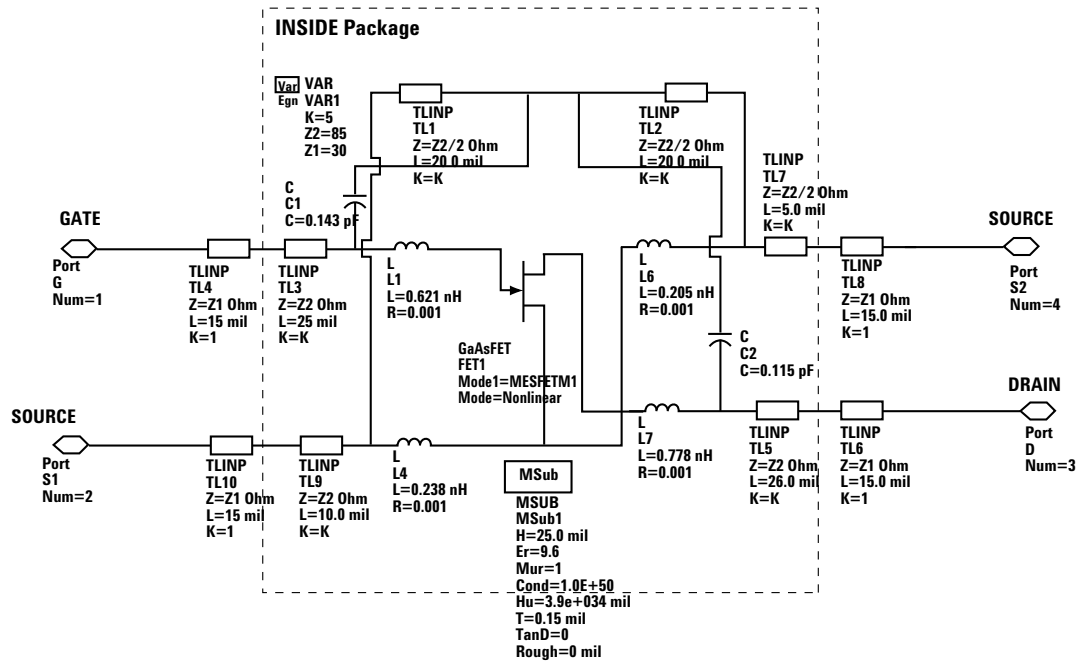 INSIDE Package
Var
Egn
VAR
VAR1
K=5
Z2=85
Z1=30
TLINP
TL1
Z=Z2/2 Ohm
L=20.0 mil
K=K
TLINP
TL2
Z=Z2/2 Ohm
L=20.0 mil
K=K
TLINP
TL7
Z=Z2/2 Ohm
L=5.0 mil
K=K
C
C1
C=0.143 pF
GATE
Port
G
Num=1
TLINP
TL4
Z=Z1 Ohm
L=15 mil
K=1
TLINP
TL3
Z=Z2 Ohm
L=25 mil
K=K
L
L1
L=0.621 nH
R=0.001
L
L6
L=0.205 nH
R=0.001
TLINP
TL8
Z=Z1 Ohm
L=15.0 mil
K=1
SOURCE
Port
S2
Num=4
GaAsFET
FET1
Mode1=MESFETM1
Mode=Nonlinear
C
C2
C=0.115 pF
SOURCE
Port
S1
Num=2
TLINP
TL10
Z=Z1 Ohm
L=15 mil
K=1
TLINP
TL9
Z=Z2 Ohm
L=10.0 mil
K=K
L
L4
L=0.238 nH
R=0.001
L
L7
L=0.778 nH
R=0.001
TLINP
TL5
Z=Z2 Ohm
L=26.0 mil
K=K
TLINP
TL6
Z=Z1 Ohm
L=15.0 mil
K=1
DRAIN
Port
D
Num=3
MSub
MSUB
MSub1
H=25.0 mil
Er=9.6
Mur=1
Cond=1.0E+50
Hu=3.9e+034 mil
T=0.15 mil
TanD=0
Rough=0 mil